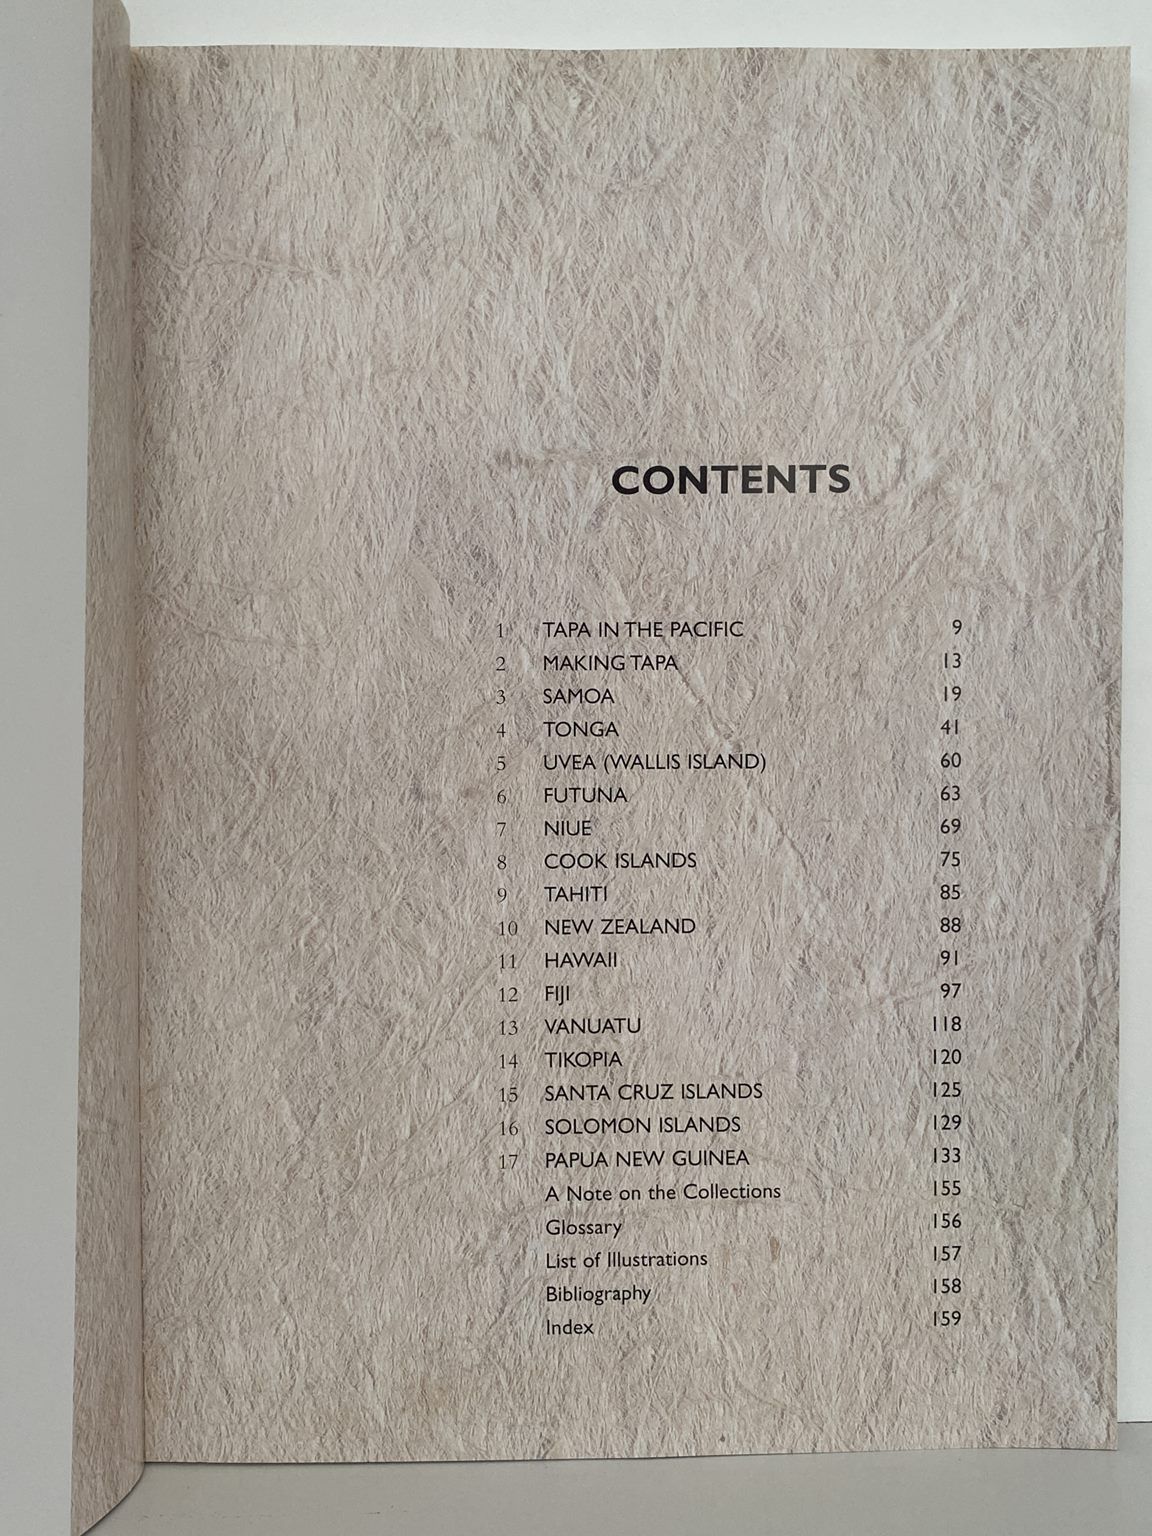 CONTENTS
1 TAPA IN THE PACIFIC 9
2 MAKING TAPA 13
3 SAMOA 19
4 TONGA 41
5 UVEA (WALLIS ISLAND) 60
6 FUTUNA 63
7 NIUE 69
8 COOK ISLANDS 75
9 TAHITI 85
10 NEW ZEALAND 88
11 HAWAII 91
12 FIJI 97
13 VANUATU 118
14 TIKOPIA 120
15 SANTA CRUZ ISLANDS 125
16 SOLOMON ISLANDS 129
17 PAPUA NEW GUINEA 133
A Note on the Collections 155
Glossary 156
List of Illustrations 157
Bibliography 158
Index 159